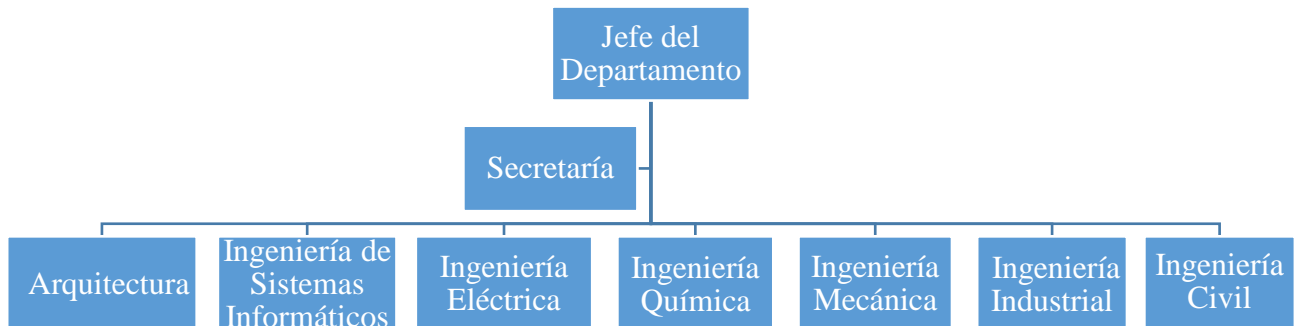 Jefe del
Departamento
Secretaría
Arquitectura
Ingeniería de
Sistemas
Informáticos
Ingeniería
Eléctrica
Ingeniería
Química
Ingeniería
Mecánica
Ingeniería
Industrial
Ingeniería
Civil